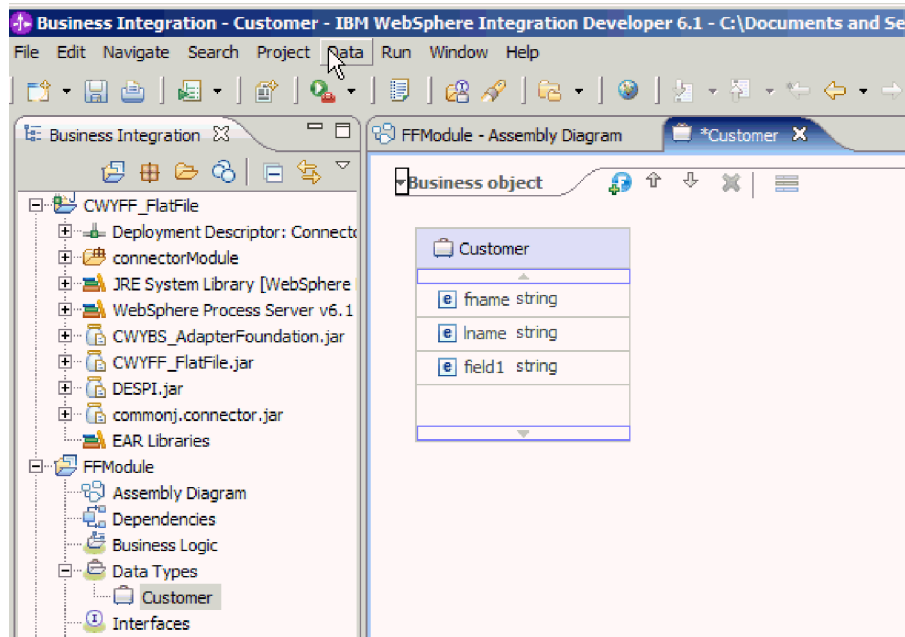 Business Integration - Customer - IBM WebSphere Integration Developer 6.1 - C:\Documents and Se
File Edit Navigate Search Project Data Run Window Help
Business Integration
FFModule - Assembly Diagram
*Customer
Business object
CWYFF_FlatFile
Deployment Descriptor: Connecto
connectorModule
JRE System Library [WebSphere
WebSphere Process Server v6.1
CWYBS_AdapterFoundation.jar
CWYFF_FlatFile.jar
DESPI.jar
commonj.connector.jar
EAR Libraries
FFModule
Assembly Diagram
Dependencies
Business Logic
Data Types
Customer
Interfaces
Customer
e fname string
e lname string
e field1 string